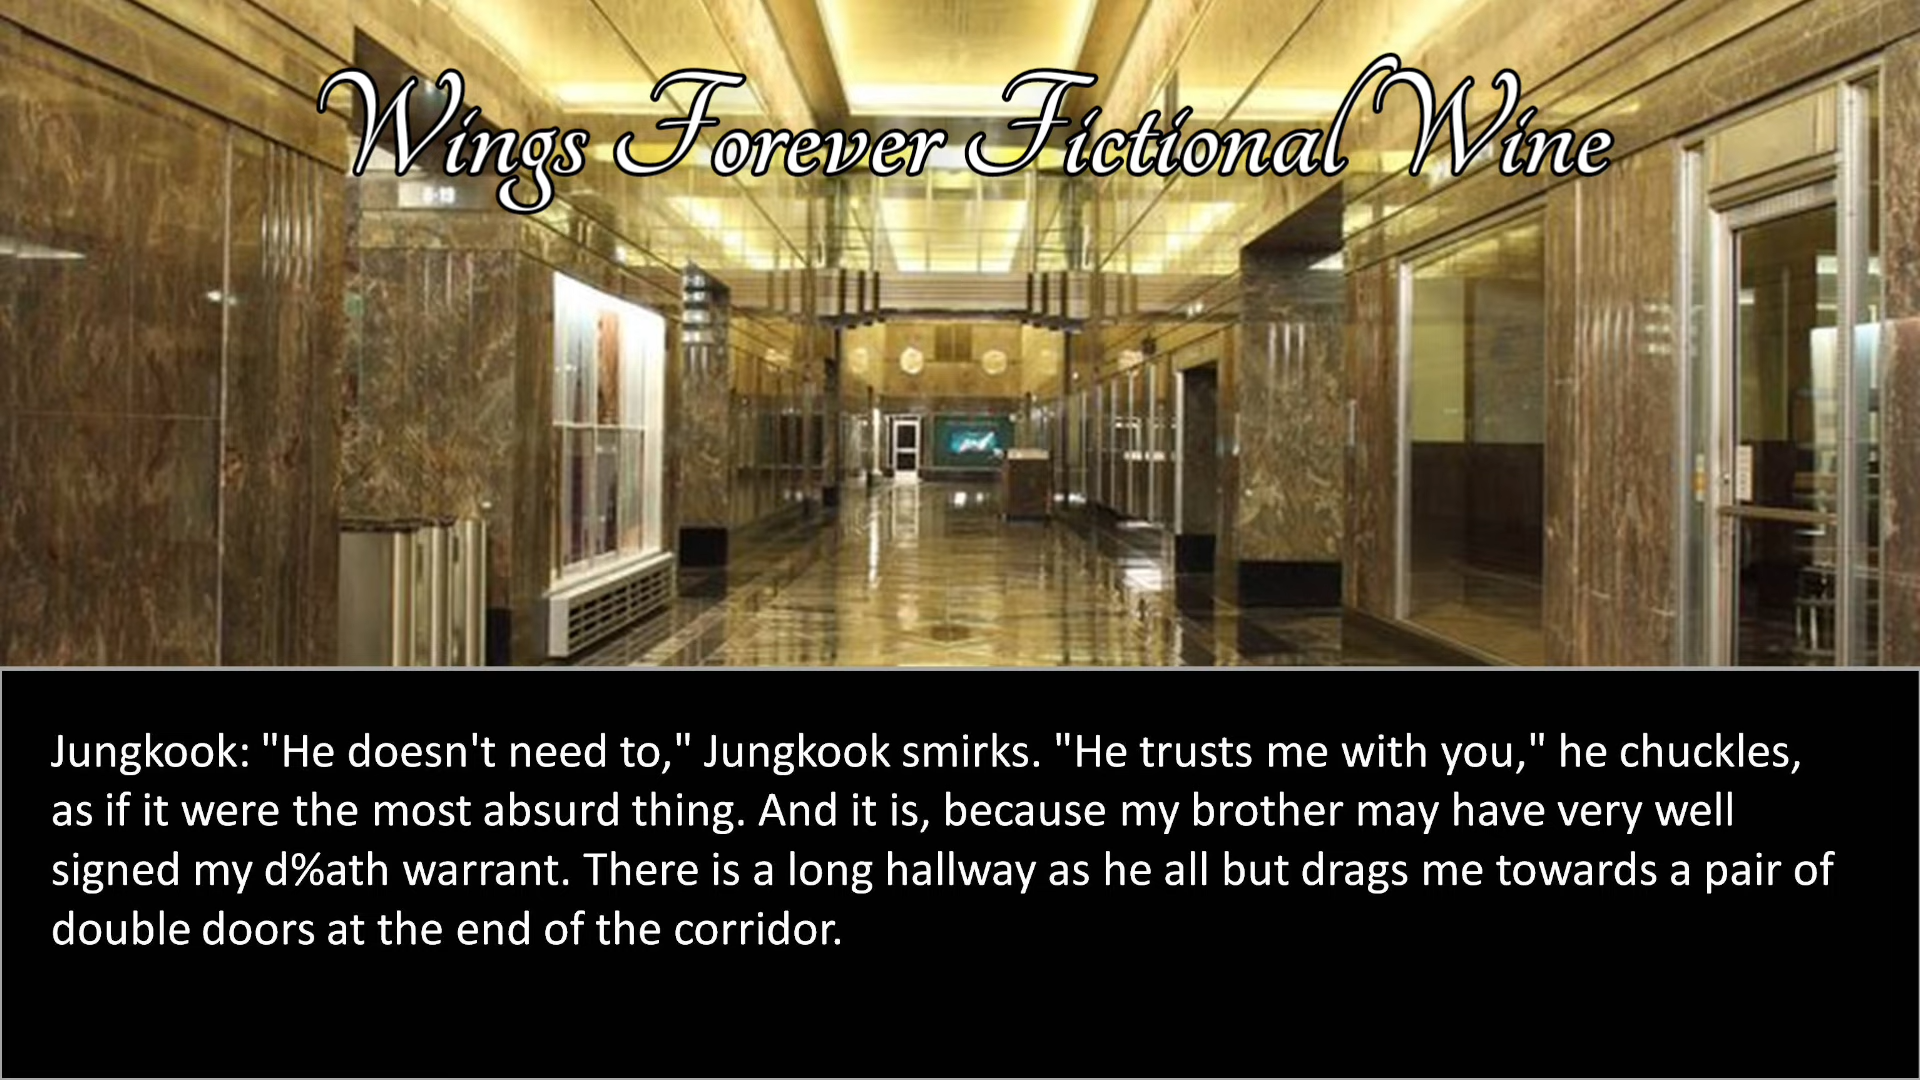 Wings Forever Fictional Wine
Jungkook: "He doesn't need to," Jungkook smirks. "He trusts me with you," he chuckles,
as if it were the most absurd thing. And it is, because my brother may have very well
signed my d%ath warrant. There is a long hallway as he all but drags me towards a pair of
double doors at the end of the corridor.